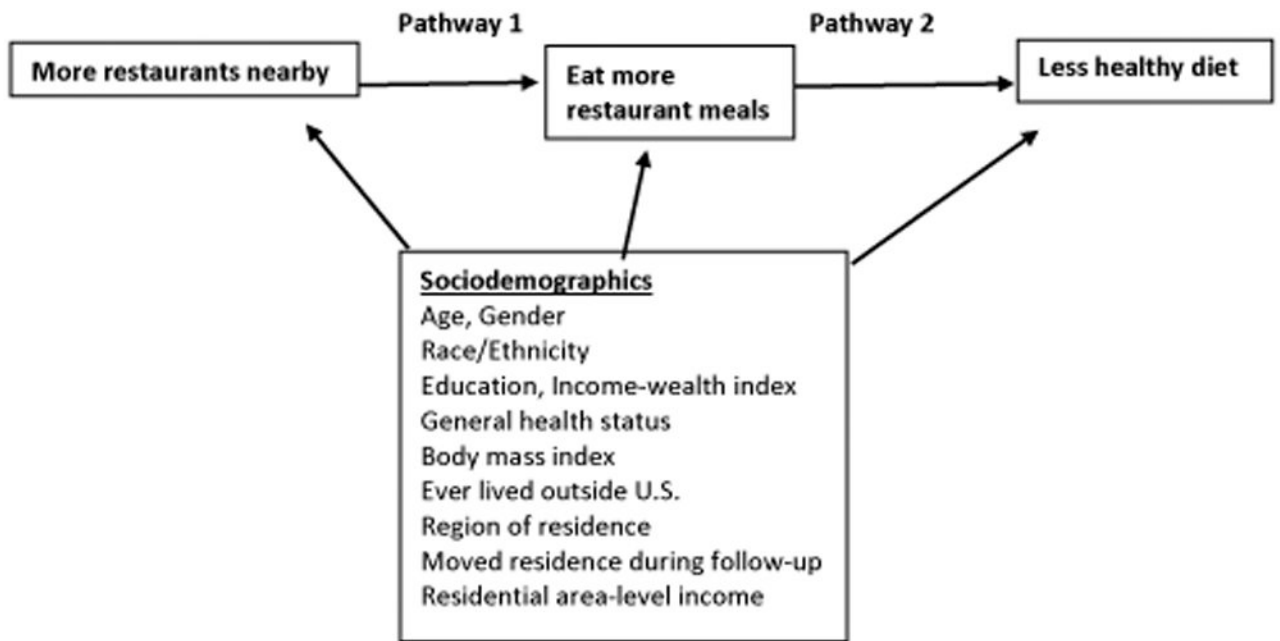 Pathway 1
Pathway 2
More restaurants nearby
Eat more
restaurant meals
Less healthy diet
Sociodemographics
Age, Gender
Race/Ethnicity
Education, Income-wealth index
General health status
Body mass index
Ever lived outside U.S.
Region of residence
Moved residence during follow-up
Residential area-level income